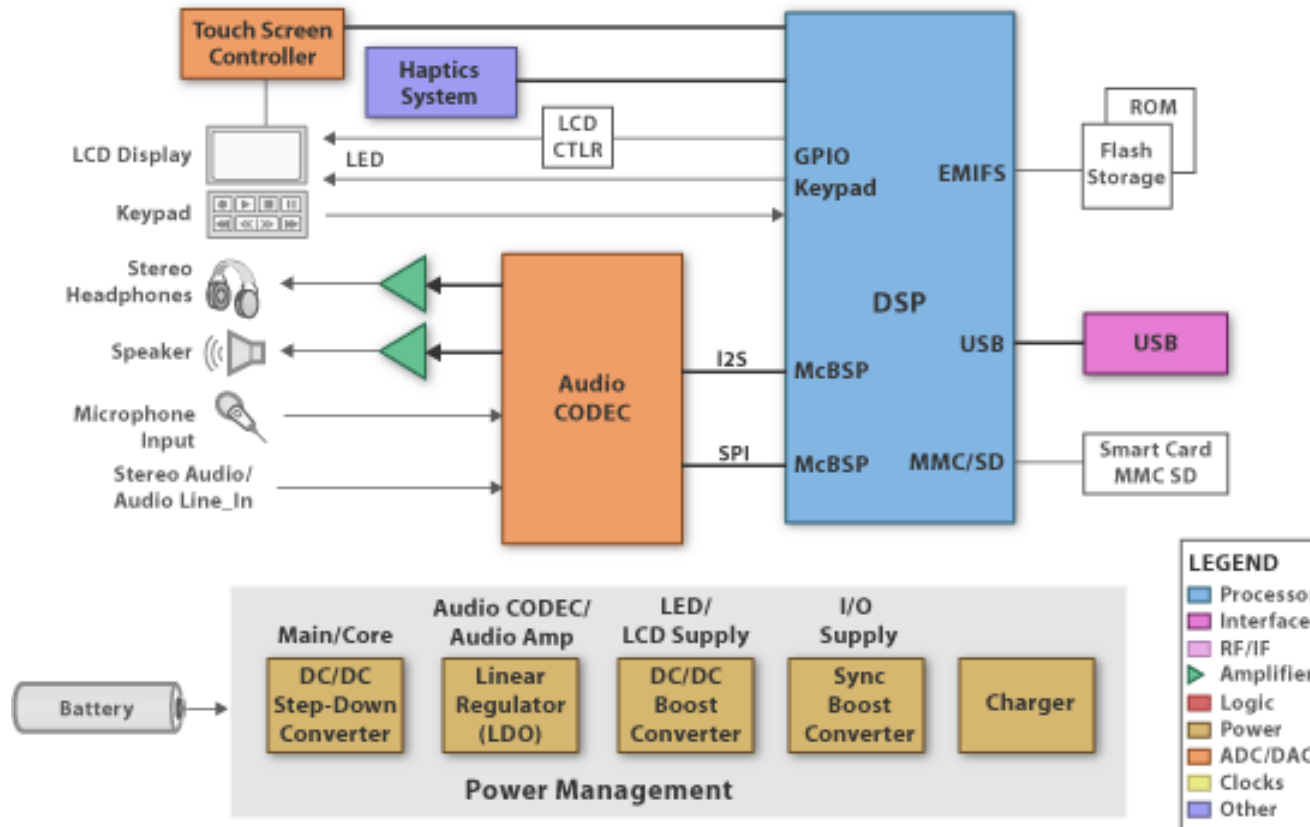 Touch Screen
Controller
Haptics
System
LCD
CTLR
LCD Display
LED
Keypad
GPIO
Keypad
EMIFS
ROM
Flash
Storage
Stereo
Headphones
Speaker
Microphone
Input
Stereo Audio/
Audio Line_In
Audio
CODEC
I2S
SPI
McBSP
McBSP
DSP
USB
USB
MMC/SD
Smart Card
MMC SD
Battery
Main/Core
DC/DC
Step-Down
Converter
Audio CODEC/
Audio Amp
Linear
Regulator
(LDO)
LED/
LCD Supply
DC/DC
Boost
Converter
I/O
Supply
Sync
Boost
Converter
Charger
Power Management
LEGEND
Processor
Interface
RF/IF
Amplifier
Logic
Power
ADC/DAC
Clocks
Other